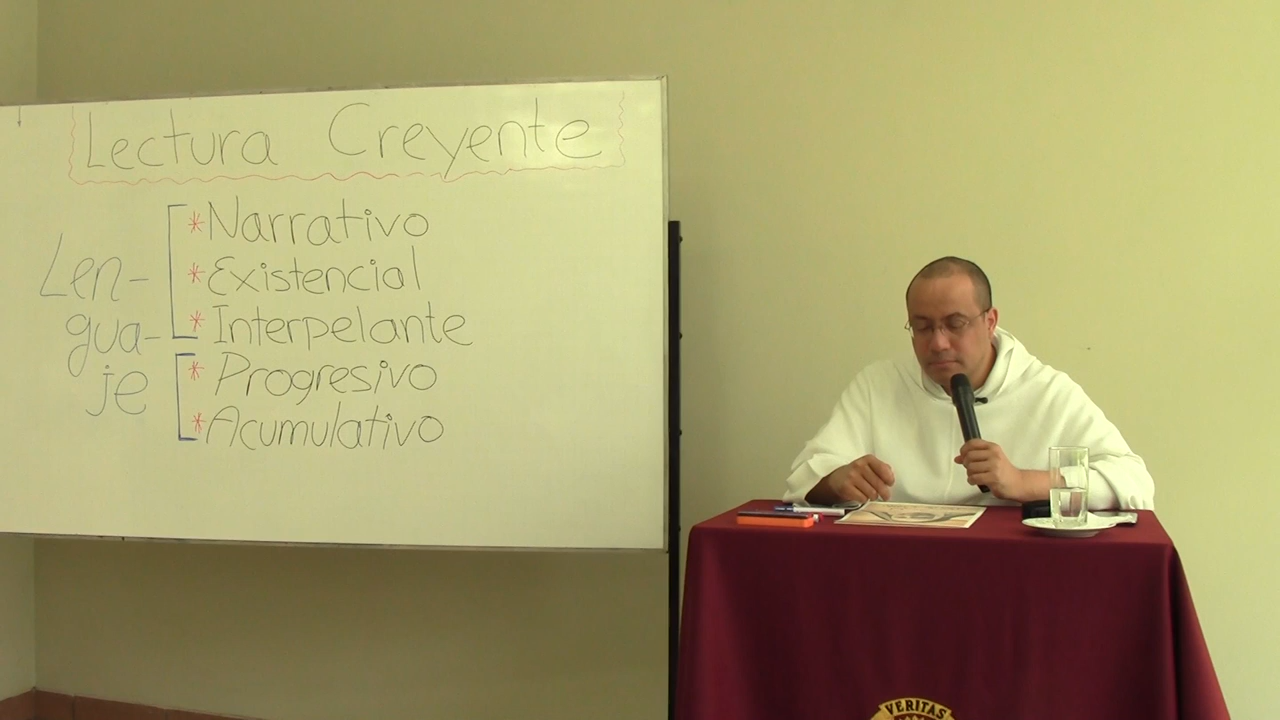 Lectura Creyente
Len-
gua-
je
* Narrativo
* Existencial
* Interpelante
* Progresivo
* Acumulativo
VERITAS